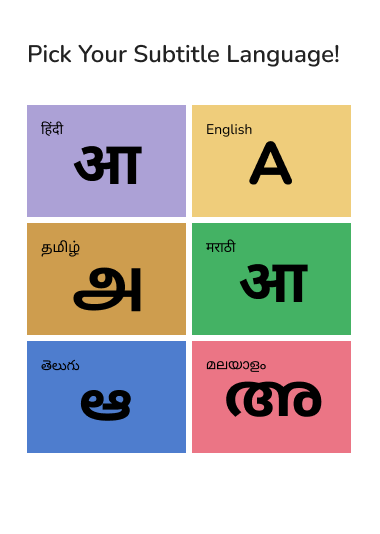 Pick Your Subtitle Language!
हिंदी
आ
English
A
தமிழ்
அ
मराठी
आ
తెలుగు
ఆ
മലയാളം
അ